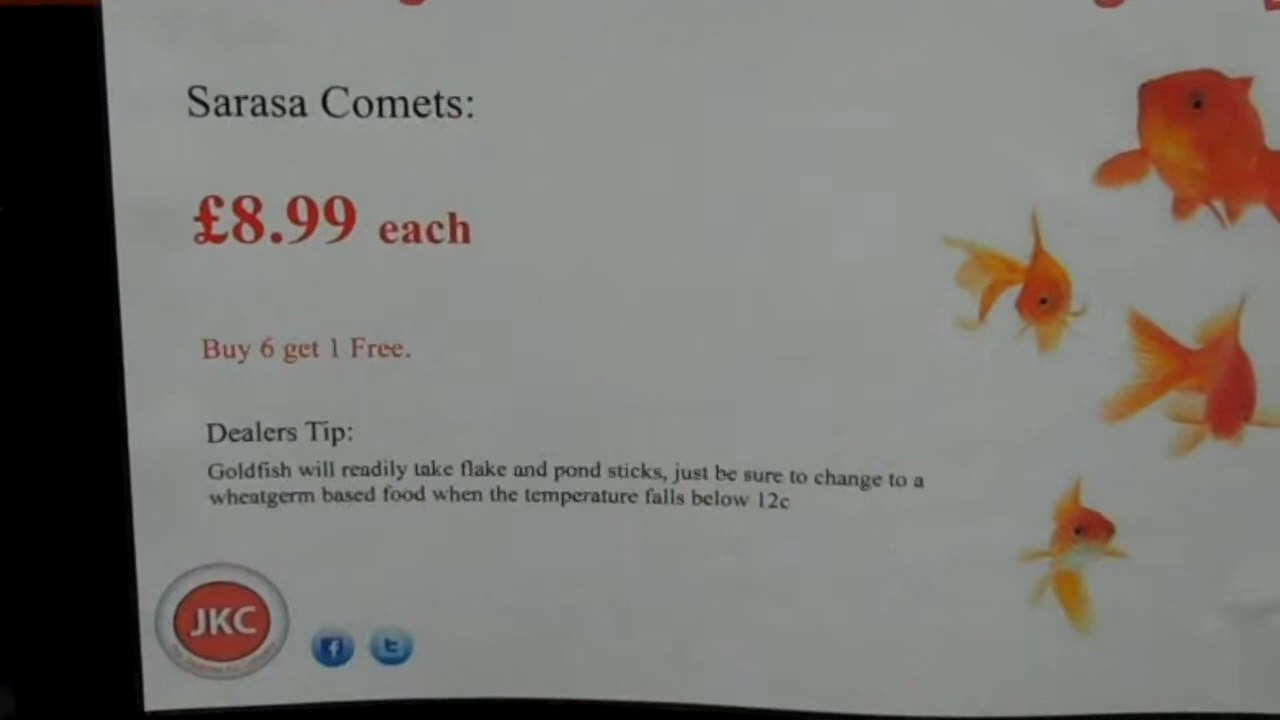 Sarasa Comets:
£8.99 each
Buy 6 get 1 Free.
Dealers Tip:
Goldfish will readily take flake and pond sticks, just be sure to change to a
wheatgerm based food when the temperature falls below 12c
JKC